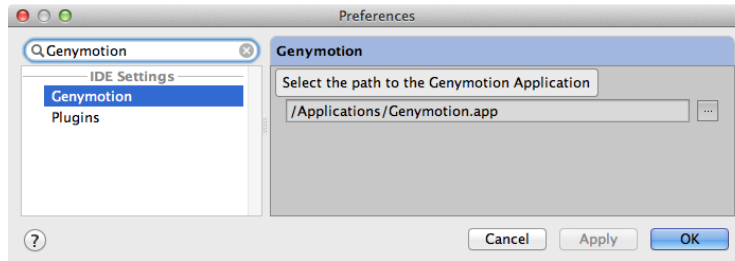 Preferences
Genymotion
IDE Settings
Genymotion
Plugins
Genymotion
Select the path to the Genymotion Application
/Applications/Genymotion.app
...
?
Cancel
Apply
OK